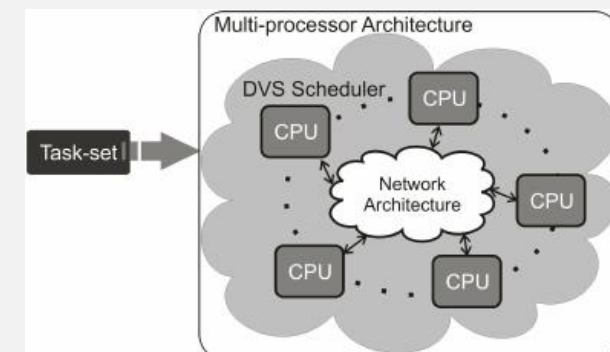 Multi-processor Architecture
DVS Scheduler
CPU
CPU
Task-set
Network
Architecture
CPU
CPU
CPU